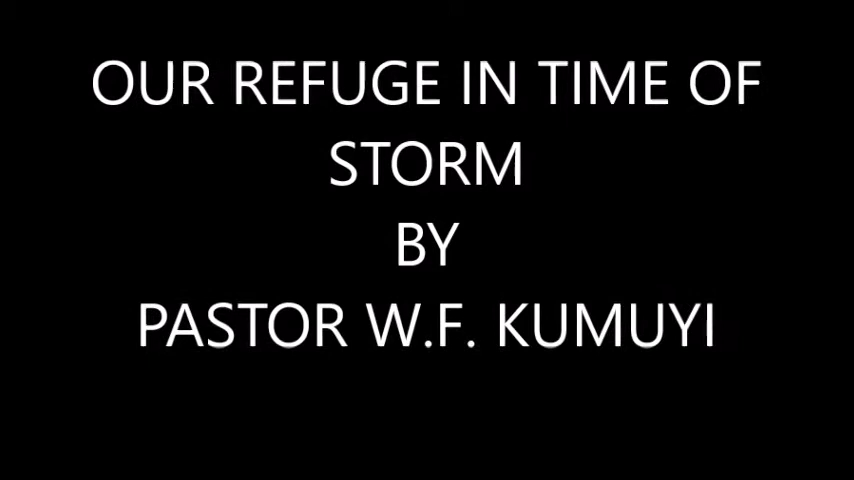 OUR REFUGE IN TIME OF
STORM
BY
PASTOR W.F. KUMUYI